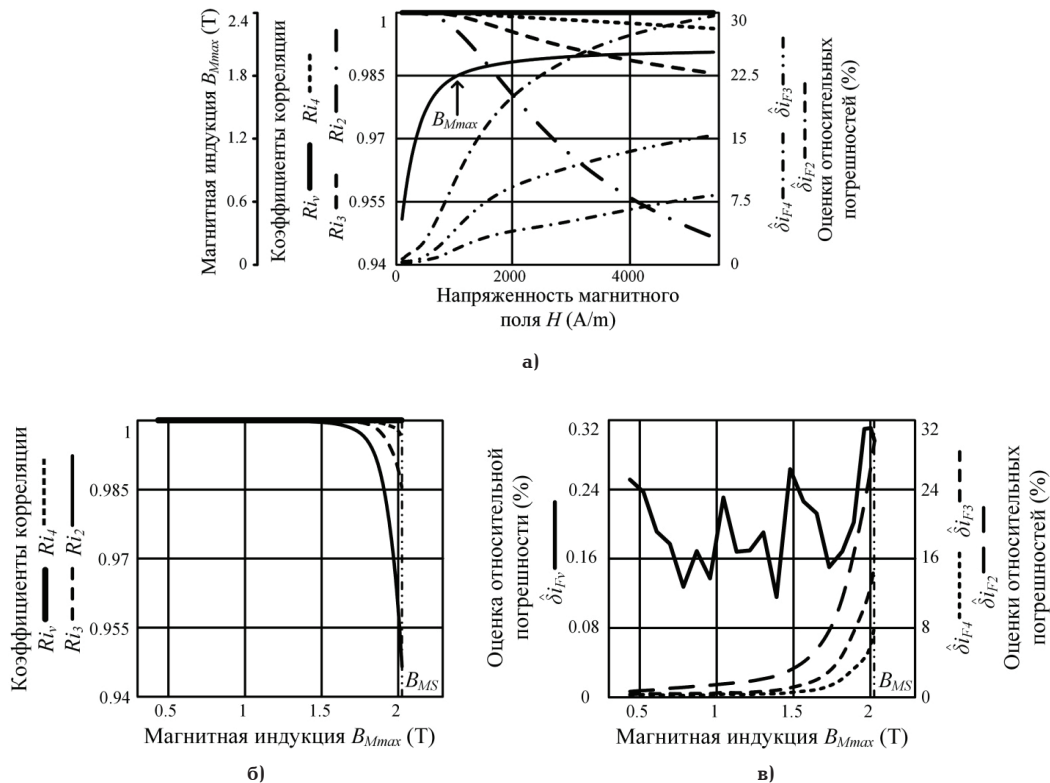 Магнитная индукция B_Mmax (T)
2.4
1.8
1.2
0.6
0
Коэффициенты корреляции
Ri_v Ri_4
Ri_3 Ri_2
1
0.985
0.97
0.955
0.94
B_Mmax
2000 4000
Напряженность магнитного
поля H (A/m)
30
22.5
15
7.5
0
δ̂i_F4 δ̂i_F3
δ̂i_F2
Оценки относительных
погрешностей (%)
а)
Коэффициенты корреляции
Ri_v Ri_4
Ri_3 Ri_2
1
0.985
0.97
0.955
0.94
B_MS
0.5 1 1.5 2
Магнитная индукция B_Mmax (T)
б)
Оценка относительной
погрешности (%)
δ̂i_Fv
0.32
0.24
0.16
0.08
0
B_MS
0.5 1 1.5 2
Магнитная индукция B_Mmax (T)
32
24
16
8
0
δ̂i_F4 δ̂i_F3
δ̂i_F2
Оценки относительных
погрешностей (%)
в)